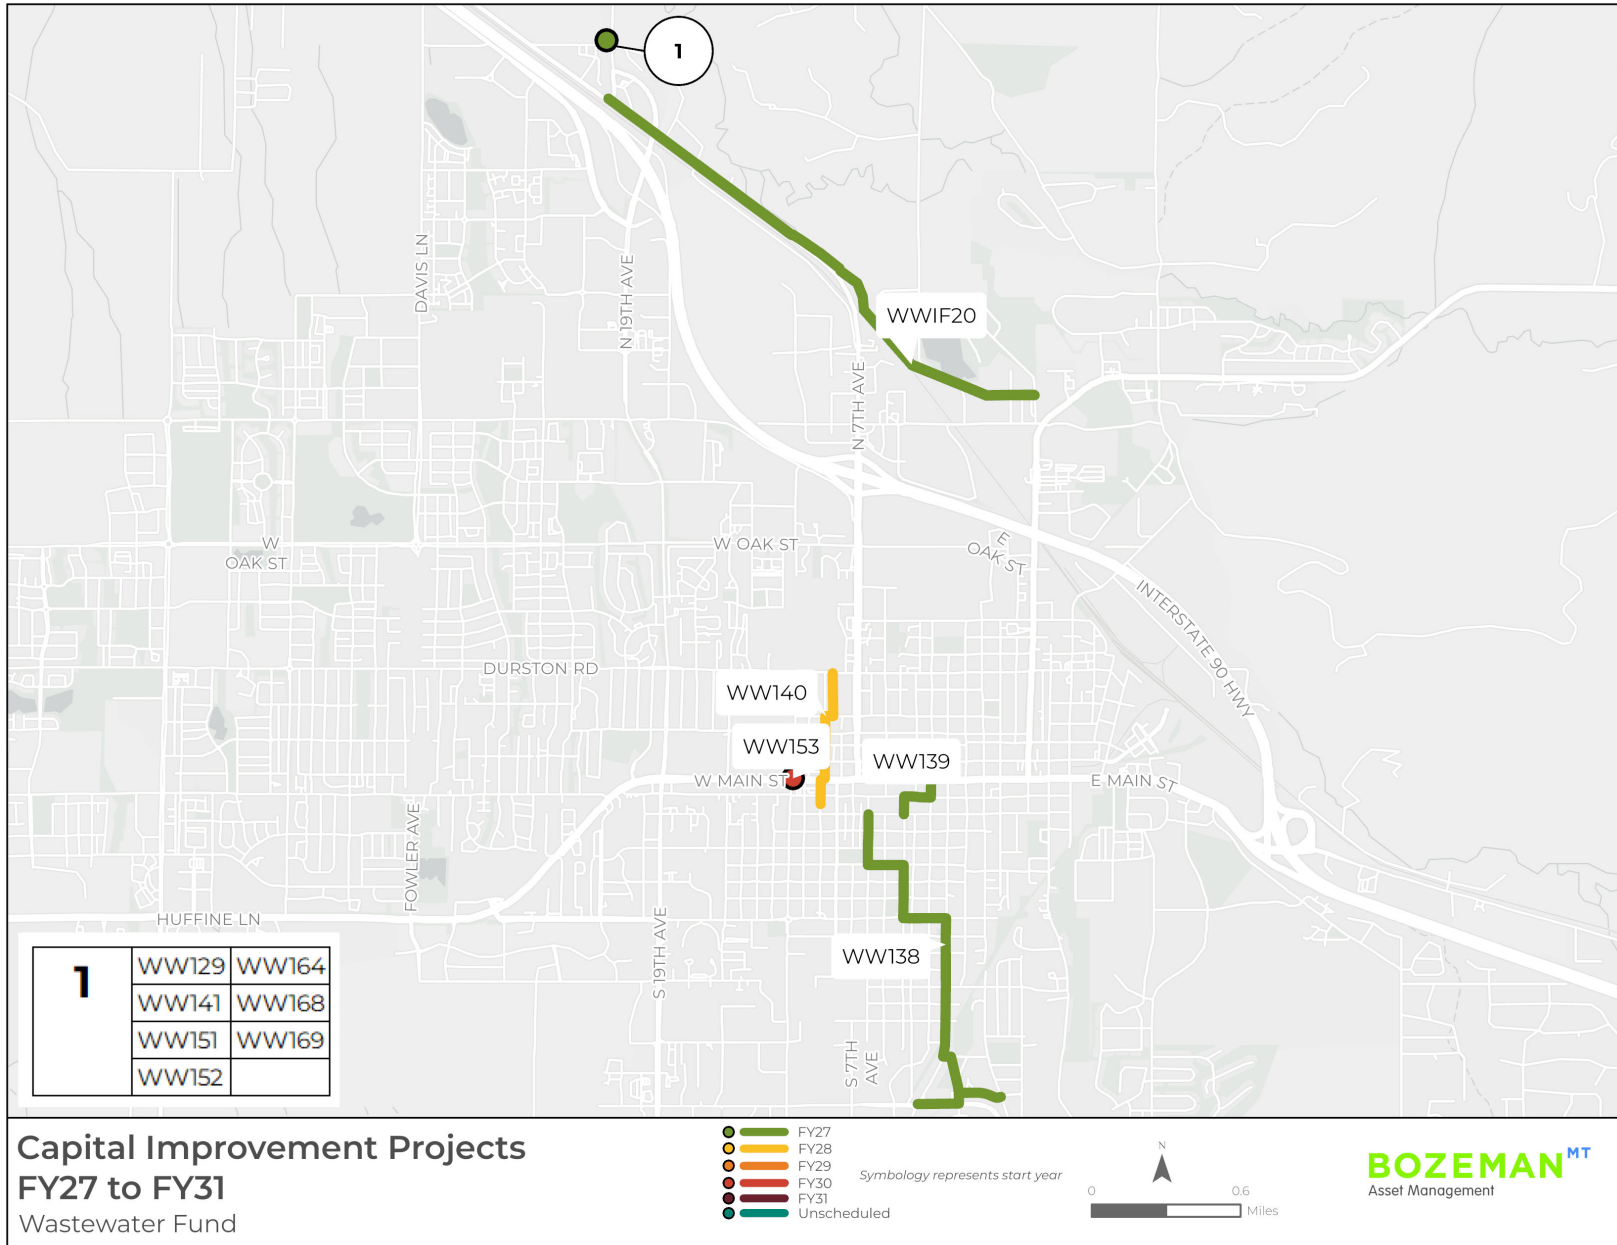 1
DAVIS LN
N 19TH AVE
WWIF20
N 7TH AVE
W
OAK ST
W OAK ST
E
OAK ST
INTERSTATE 90 HWY
DURSTON RD
WW140
WW153
WW139
W MAIN ST
E MAIN ST
FOWLER AVE
HUFFINE LN
S 19TH AVE
WW138
S 7TH
AVE
1
WW129 WW164
WW141 WW168
WW151 WW169
WW152
Capital Improvement Projects
FY27 to FY31
Wastewater Fund
FY27
FY28
FY29
FY30
FY31
Unscheduled
Symbology represents start year
N
0 0.6
Miles
BOZEMAN MT
Asset Management